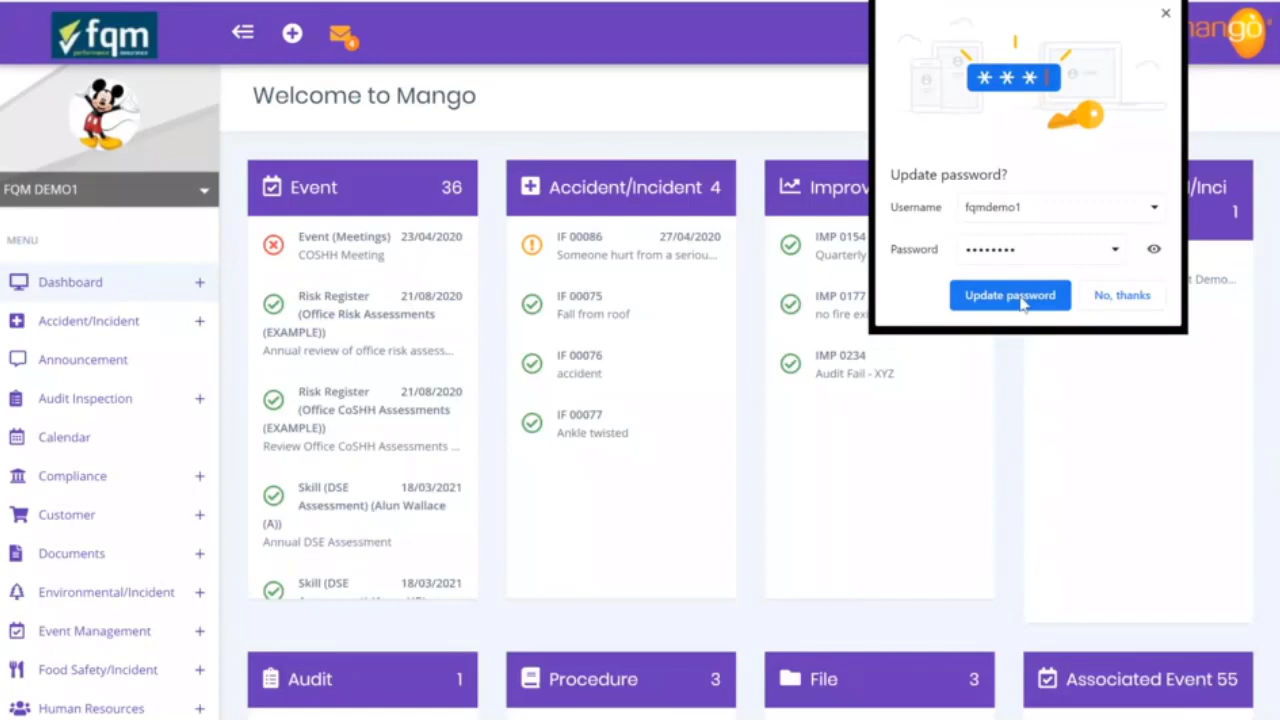 fqm
performance assurance
4
mango
FQM DEMO1
MENU
Dashboard
Accident/Incident
Announcement
Audit Inspection
Calendar
Compliance
Customer
Documents
Environmental/Incident
Event Management
Food Safety/Incident
Human Resources
Welcome to Mango
Event 36
Event (Meetings) 23/04/2020
COSHH Meeting
Risk Register 21/08/2020
(Office Risk Assessments
(EXAMPLE))
Annual review of office risk assess...
Risk Register 21/08/2020
(Office CoSHH Assessments
(EXAMPLE))
Review Office CoSHH Assessments ...
Skill (DSE 18/03/2021
Assessment) (Alun Wallace
(A))
Annual DSE Assessment
Skill (DSE 18/03/2021
Accident/Incident 4
IF 00086 27/04/2020
Someone hurt from a seriou...
IF 00075
Fall from roof
IF 00076
accident
IF 00077
Ankle twisted
Improv
IMP 0154
Quarterly
IMP 0177
no fire ex
IMP 0234
Audit Fail - XYZ
/Inci
1
t Demo...
***
Update password?
Username fqmdemo1
Password ••••••••
Update password
No, thanks
Audit 1
Procedure 3
File 3
Associated Event 55